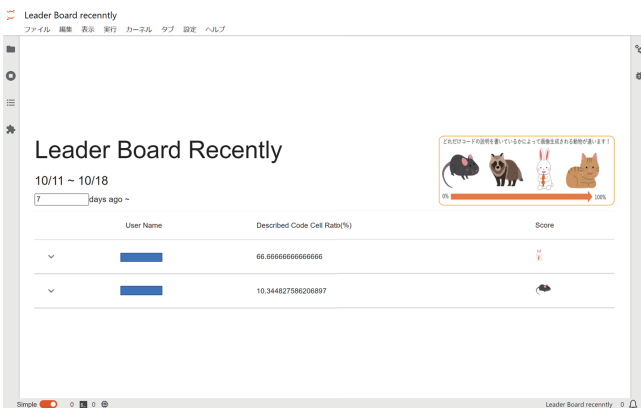 Leader Board recenntly
ファイル 編集 表示 実行 カーネル タブ 設定 ヘルプ
どれだけコードの説明を書いているかによって画像生成される動物が違います！
0% 100%
Leader Board Recently
10/11 ~ 10/18
7 days ago ~
User Name Described Code Cell Ratio(%) Score
66.66666666666666
10.344827586206897
Simple 0 0 Leader Board recenntly 0